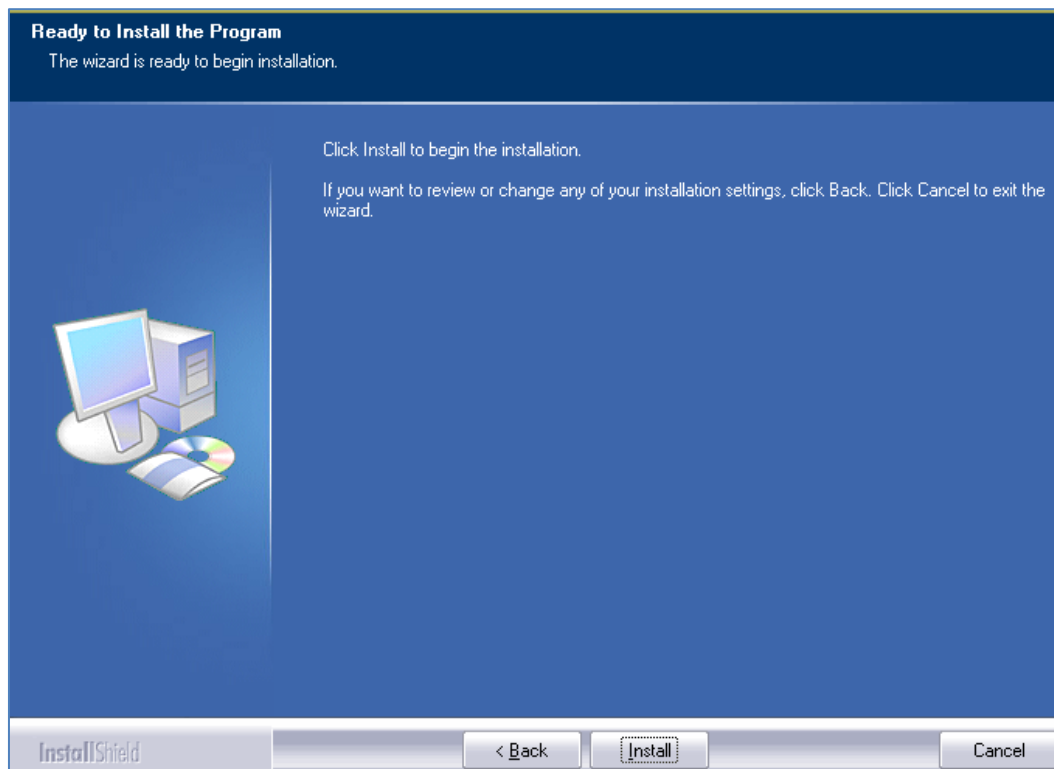 Ready to Install the Program
The wizard is ready to begin installation.
Click Install to begin the installation.
If you want to review or change any of your installation settings, click Back. Click Cancel to exit the
wizard.
InstallShield
< Back
Install
Cancel